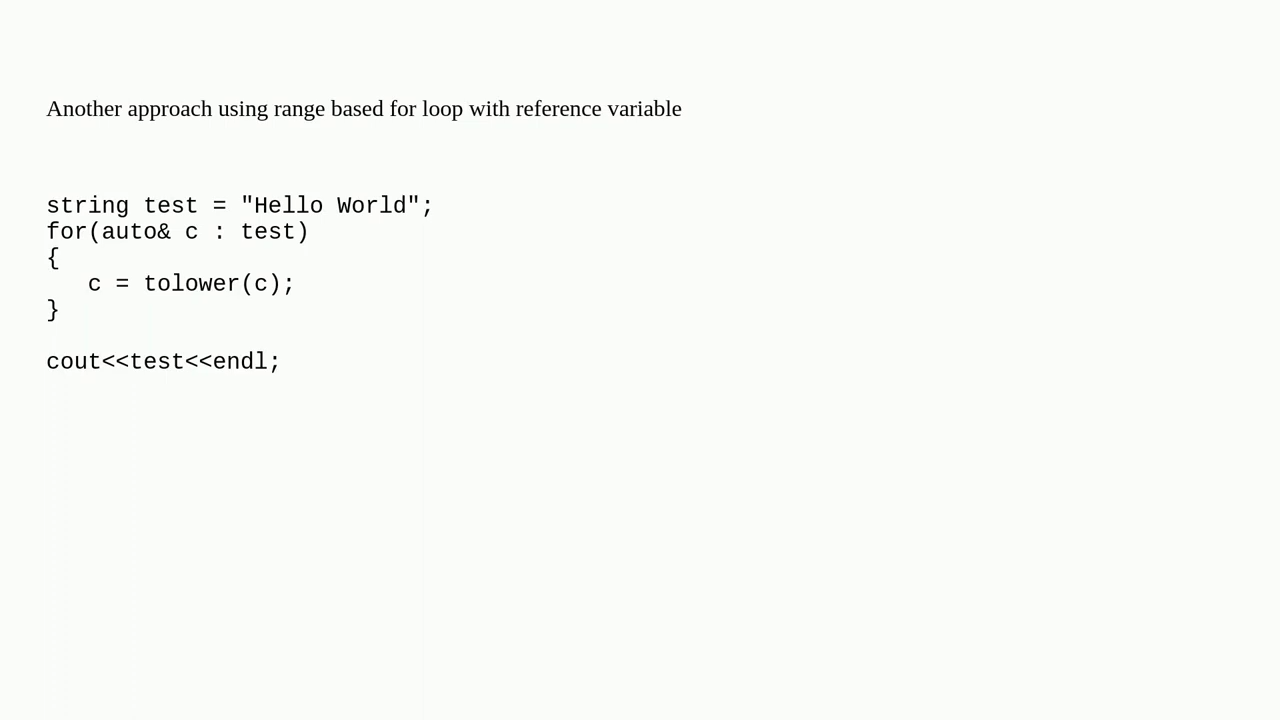 Another approach using range based for loop with reference variable
string test = "Hello World";
for(auto& c : test)
{
   c = tolower(c);
}
cout<<test<<endl;